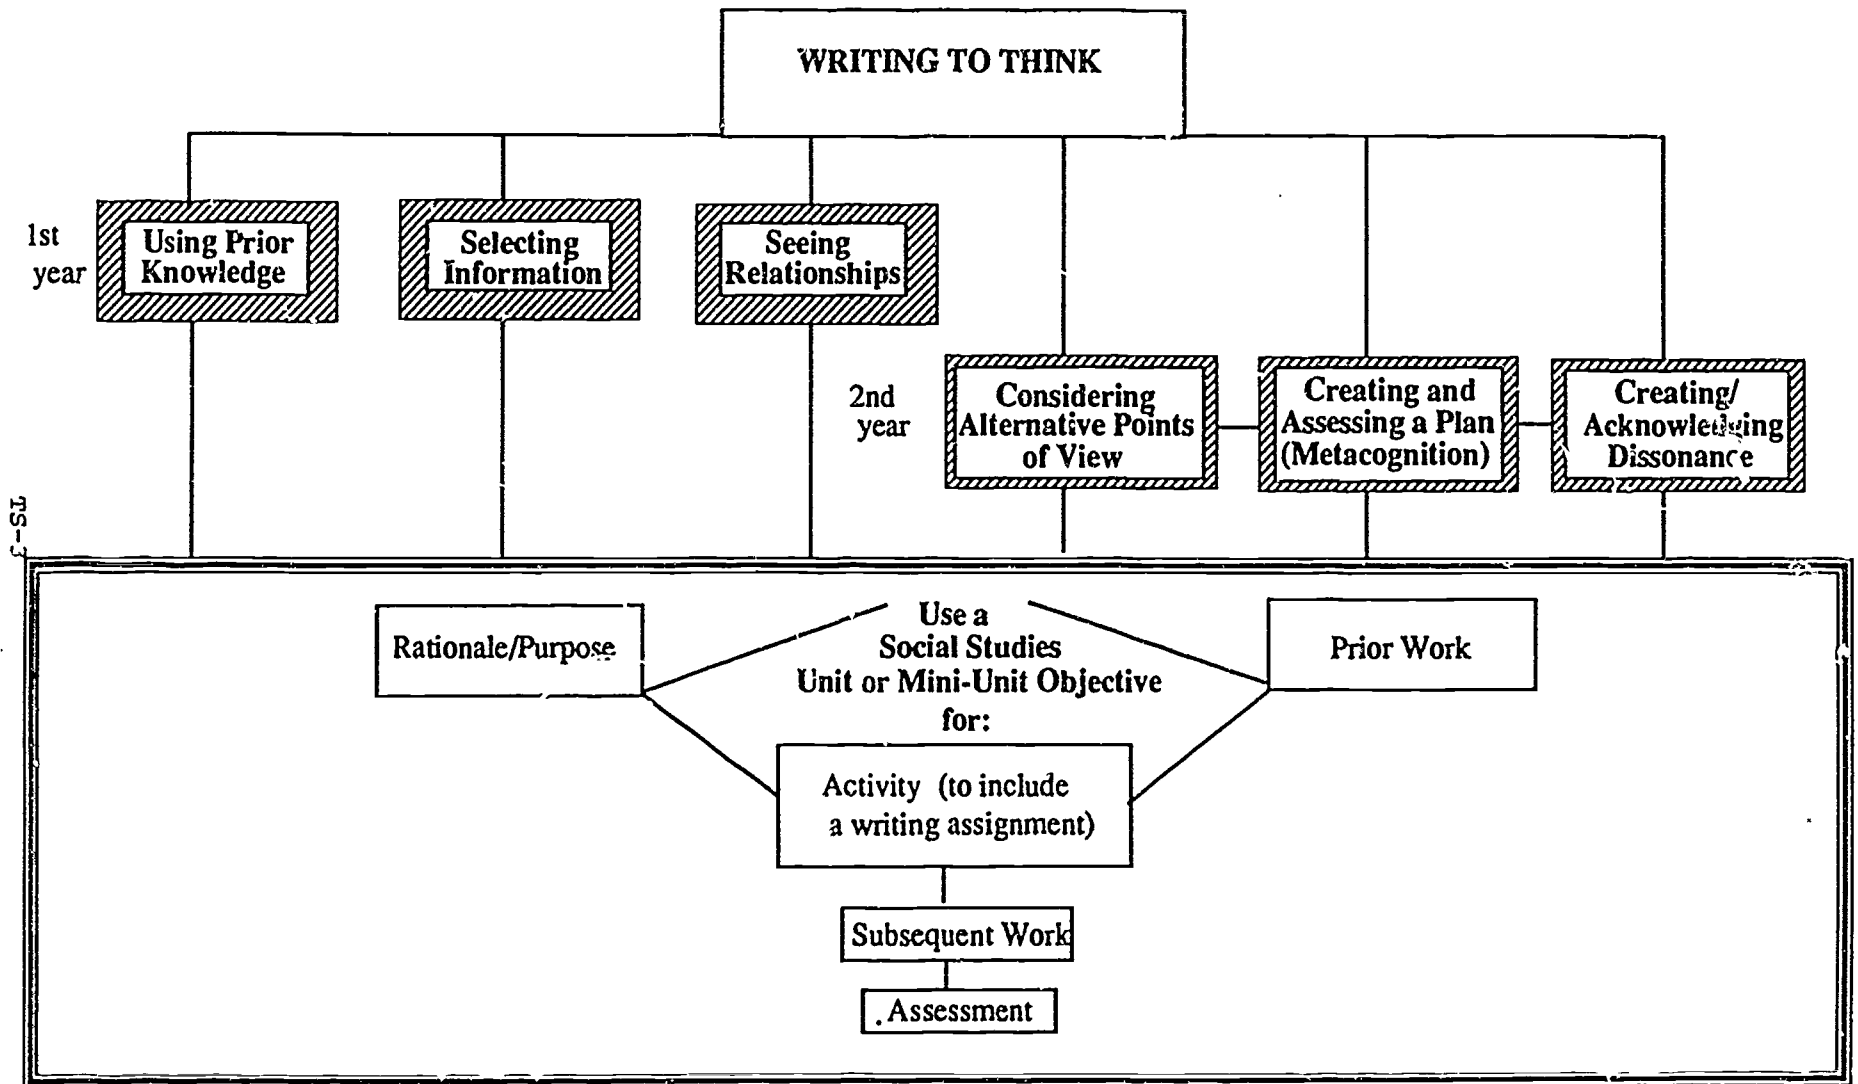 WRITING TO THINK
1st
year
Using Prior
Knowledge
Selecting
Information
Seeing
Relationships
2nd
year
Considering
Alternative Points
of View
Creating and
Assessing a Plan
(Metacognition)
Creating/
Acknowledging
Dissonance
TS-3
Rationale/Purpose
Use a
Social Studies
Unit or Mini-Unit Objective
for:
Prior Work
Activity (to include
a writing assignment)
Subsequent Work
Assessment